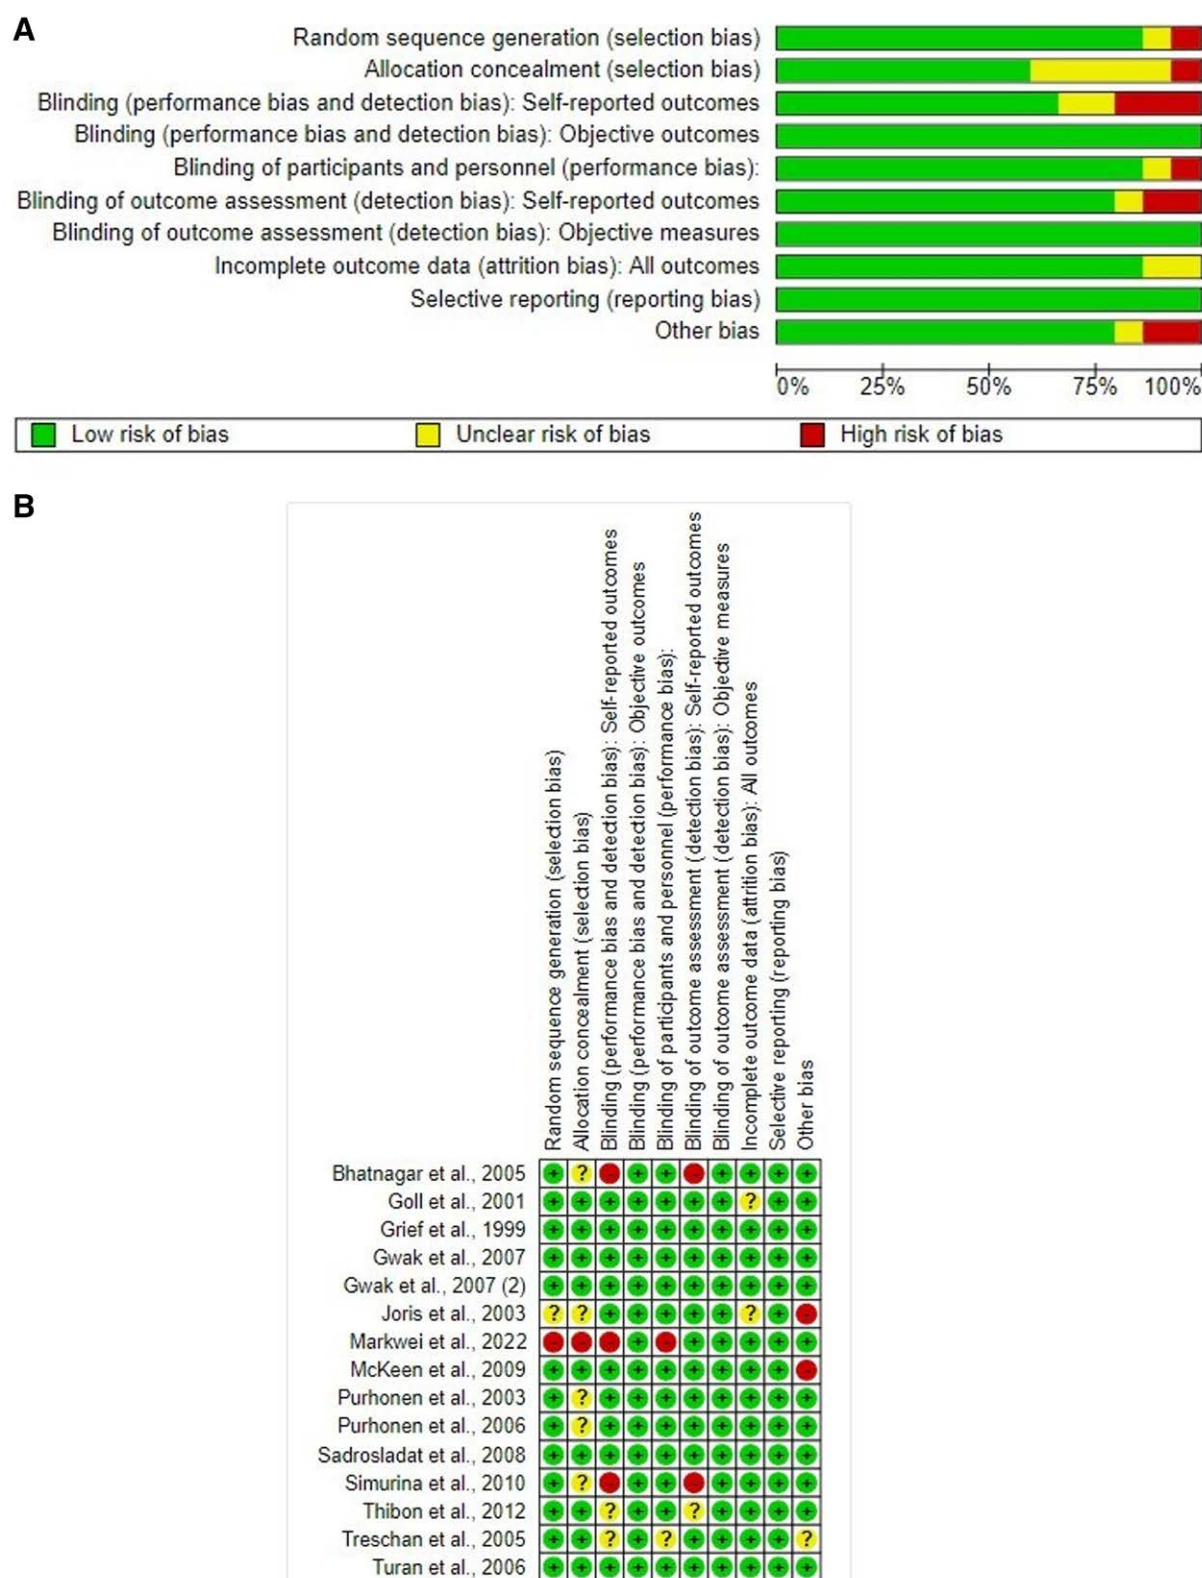 A
Random sequence generation (selection bias)
Allocation concealment (selection bias)
Blinding (performance bias and detection bias): Self-reported outcomes
Blinding (performance bias and detection bias): Objective outcomes
Blinding of participants and personnel (performance bias):
Blinding of outcome assessment (detection bias): Self-reported outcomes
Blinding of outcome assessment (detection bias): Objective measures
Incomplete outcome data (attrition bias): All outcomes
Selective reporting (reporting bias)
Other bias
0% 25% 50% 75% 100%
Low risk of bias Unclear risk of bias High risk of bias
B
Random sequence generation (selection bias)
Allocation concealment (selection bias)
Blinding (performance bias and detection bias): Self-reported outcomes
Blinding (performance bias and detection bias): Objective outcomes
Blinding of participants and personnel (performance bias):
Blinding of outcome assessment (detection bias): Self-reported outcomes
Blinding of outcome assessment (detection bias): Objective measures
Incomplete outcome data (attrition bias): All outcomes
Selective reporting (reporting bias)
Other bias
Bhatnagar et al., 2005 + ? - + + - + + + +
Goll et al., 2001 + + + + + + + ? + +
Grief et al., 1999 + + + + + + + + + +
Gwak et al., 2007 + + + + + + + + + +
Gwak et al., 2007 (2) + + + + + + + + + +
Joris et al., 2003 ? ? + + + + + ? + -
Markwei et al., 2022 - - - + - + + + + +
McKeen et al., 2009 + + + + + + + + + -
Purhonen et al., 2003 + ? + + + + + + + +
Purhonen et al., 2006 + ? + + + + + + + +
Sadrosladat et al., 2008 + + + + + + + + + +
Simurina et al., 2010 + ? - + + - + + + +
Thibon et al., 2012 + + ? + + ? + + + +
Treschan et al., 2005 + + ? + ? + + + + ?
Turan et al., 2006 + + + + + + + + + +